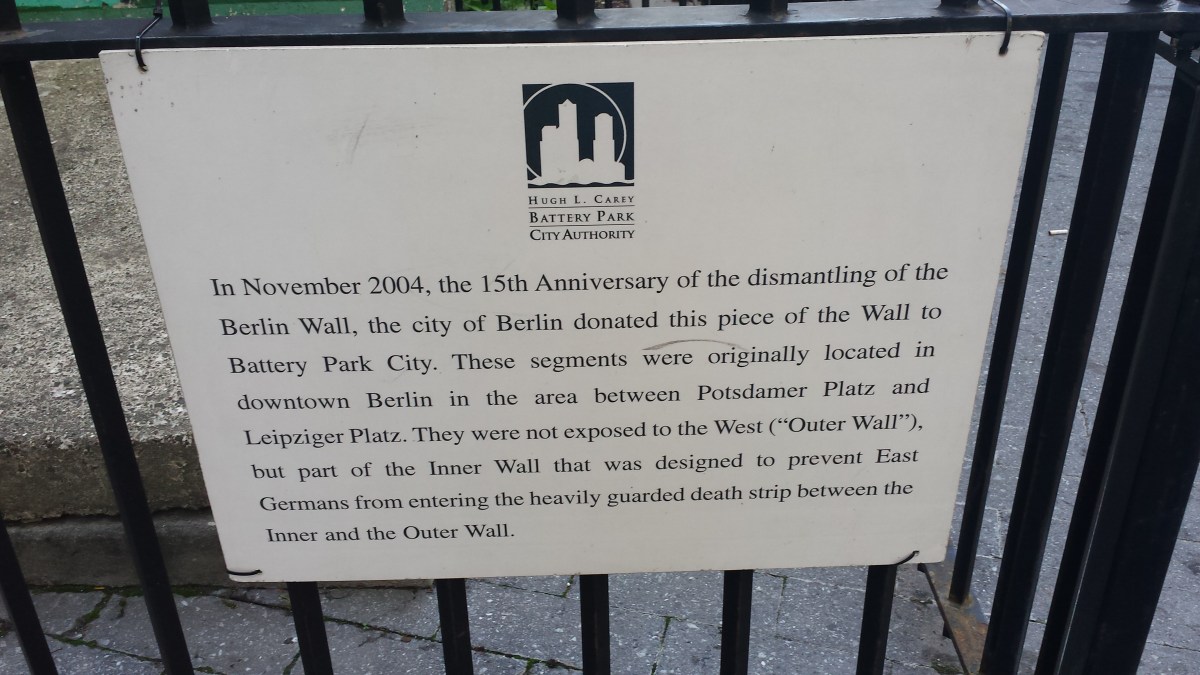 HUGH L. CAREY
BATTERY PARK
CITY AUTHORITY
In November 2004, the 15th Anniversary of the dismantling of the
Berlin Wall, the city of Berlin donated this piece of the Wall to
Battery Park City. These segments were originally located in
downtown Berlin in the area between Potsdamer Platz and
Leipziger Platz. They were not exposed to the West (“Outer Wall”),
but part of the Inner Wall that was designed to prevent East
Germans from entering the heavily guarded death strip between the
Inner and the Outer Wall.